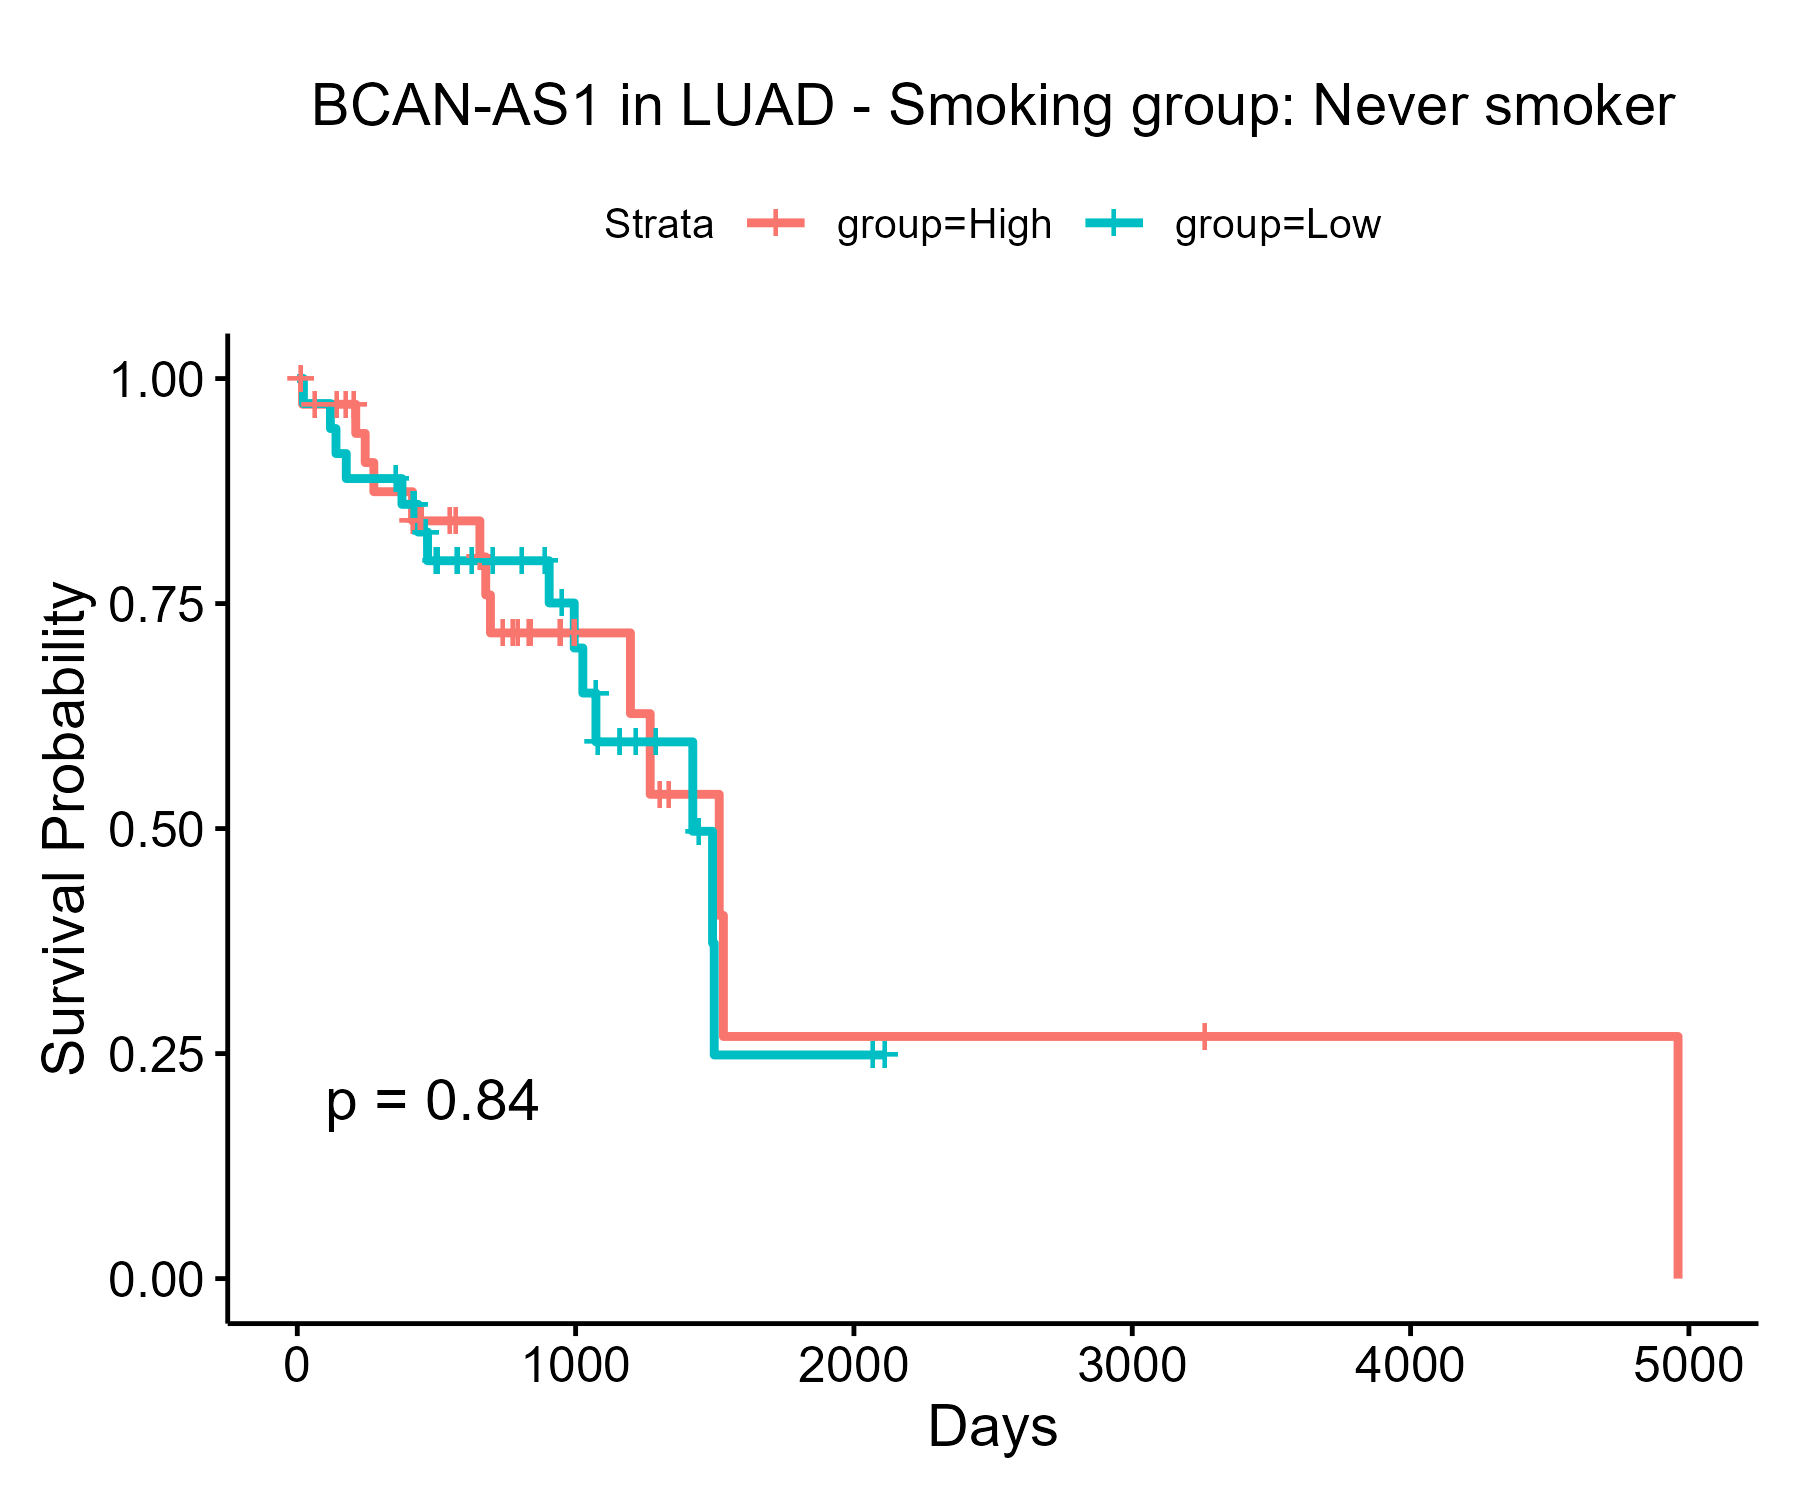 BCAN-AS1 in LUAD - Smoking group: Never smoker
Strata group=High group=Low
Survival Probability
1.00
0.75
0.50
0.25
0.00
p = 0.84
0 1000 2000 3000 4000 5000
Days